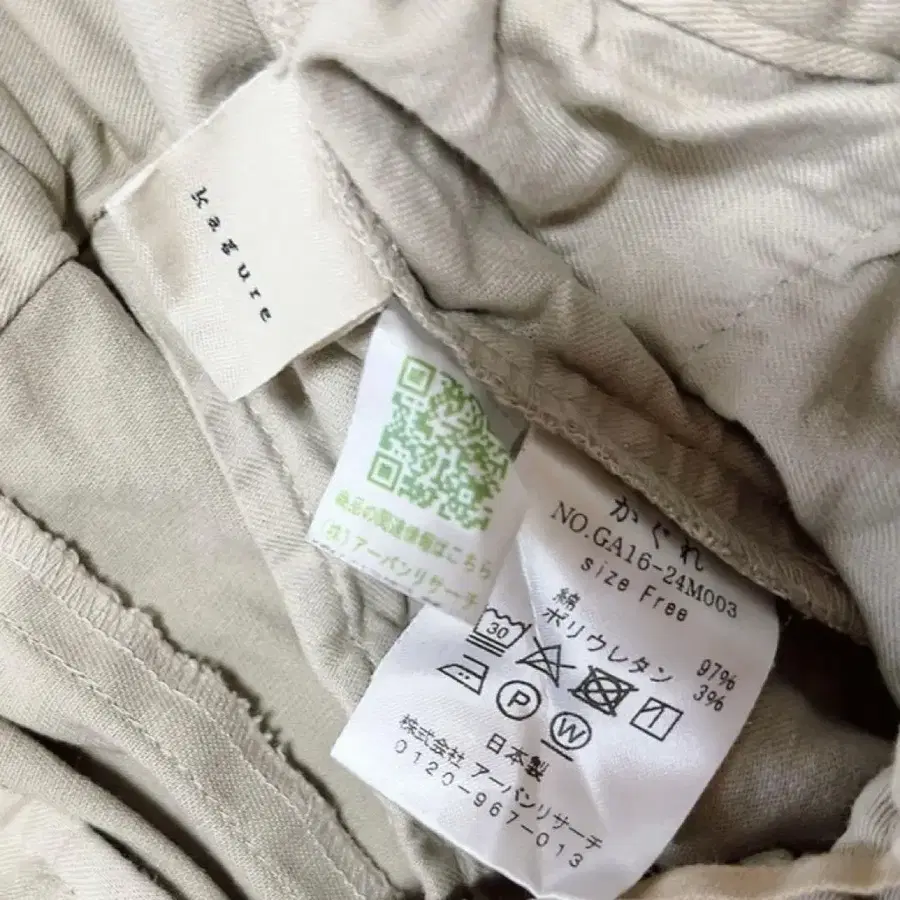 kagure
商品の関連情報はこちら
(株)アーバンリサーチ
かぐれ
NO.GA16-24M003
size Free
綿 97%
ポリウレタン 3%
30
P
W
日本製
株式会社 アーバンリサーチ
0120-967-013